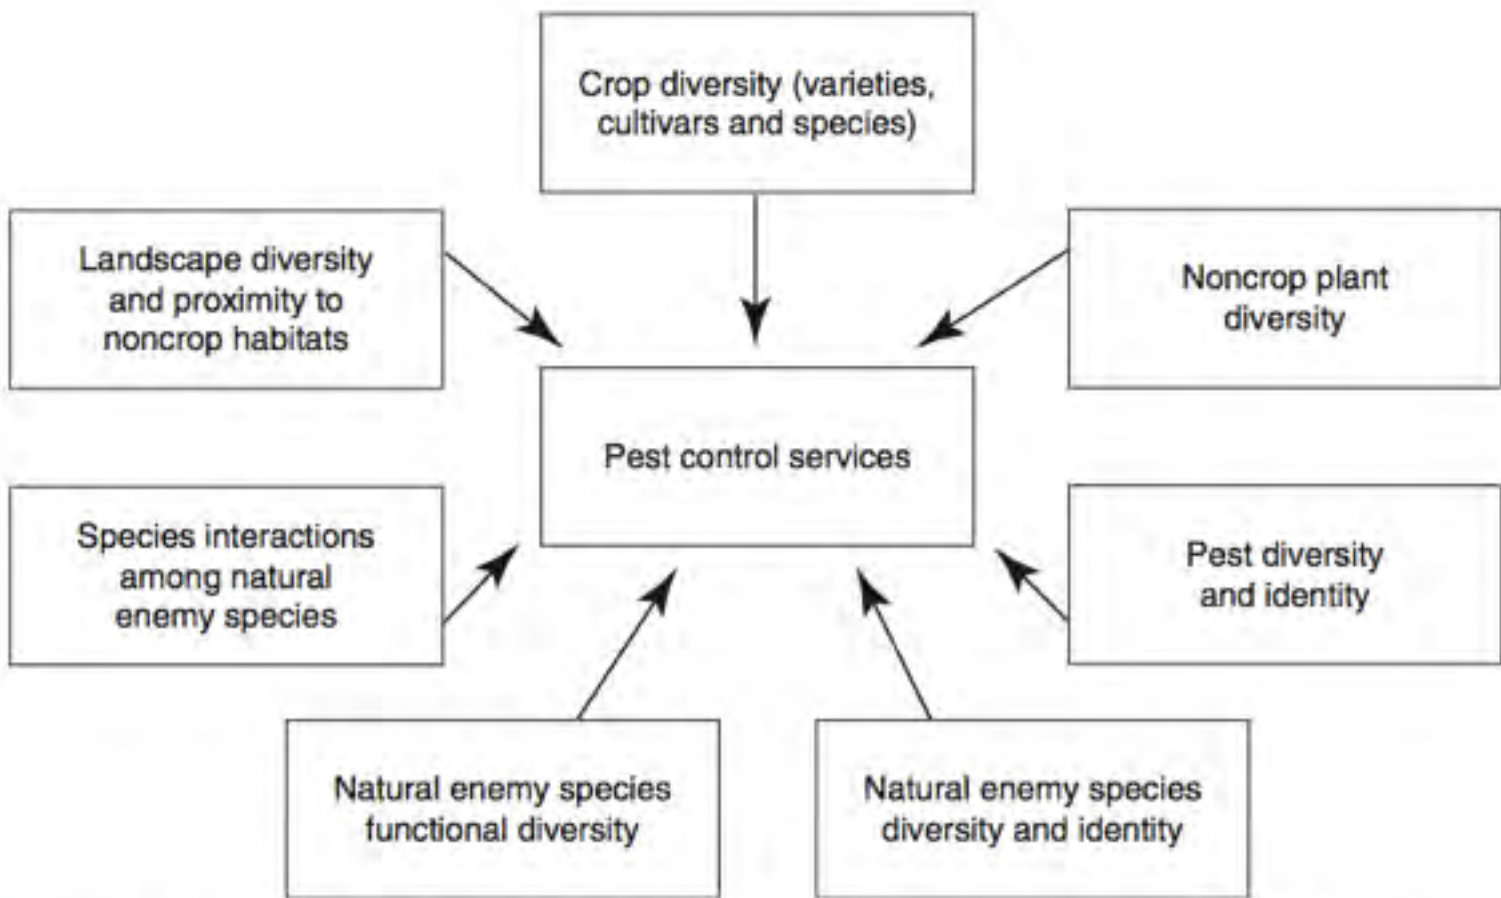 Crop diversity (varieties,
cultivars and species)
Landscape diversity
and proximity to
noncrop habitats
Noncrop plant
diversity
Pest control services
Species interactions
among natural
enemy species
Pest diversity
and identity
Natural enemy species
functional diversity
Natural enemy species
diversity and identity